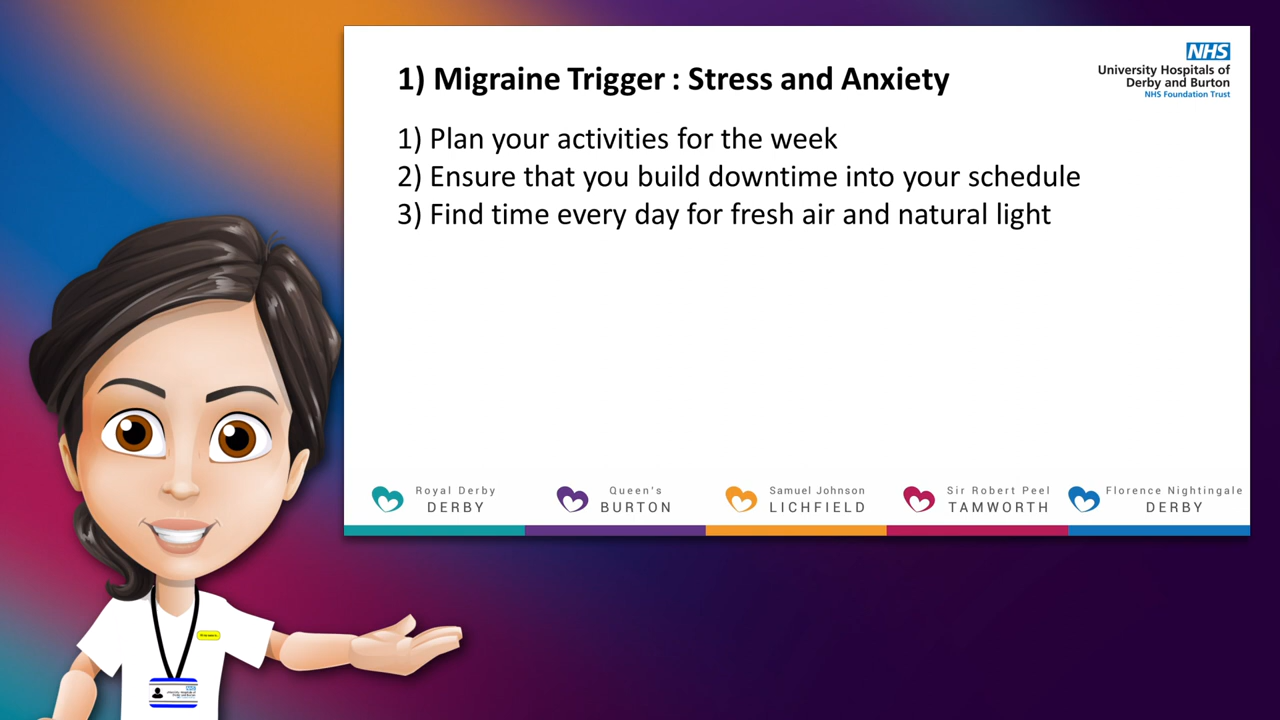 1) Migraine Trigger : Stress and Anxiety
NHS
University Hospitals of
Derby and Burton
NHS Foundation Trust
1) Plan your activities for the week
2) Ensure that you build downtime into your schedule
3) Find time every day for fresh air and natural light
Royal Derby
DERBY
Queen's
BURTON
Samuel Johnson
LICHFIELD
Sir Robert Peel
TAMWORTH
Florence Nightingale
DERBY